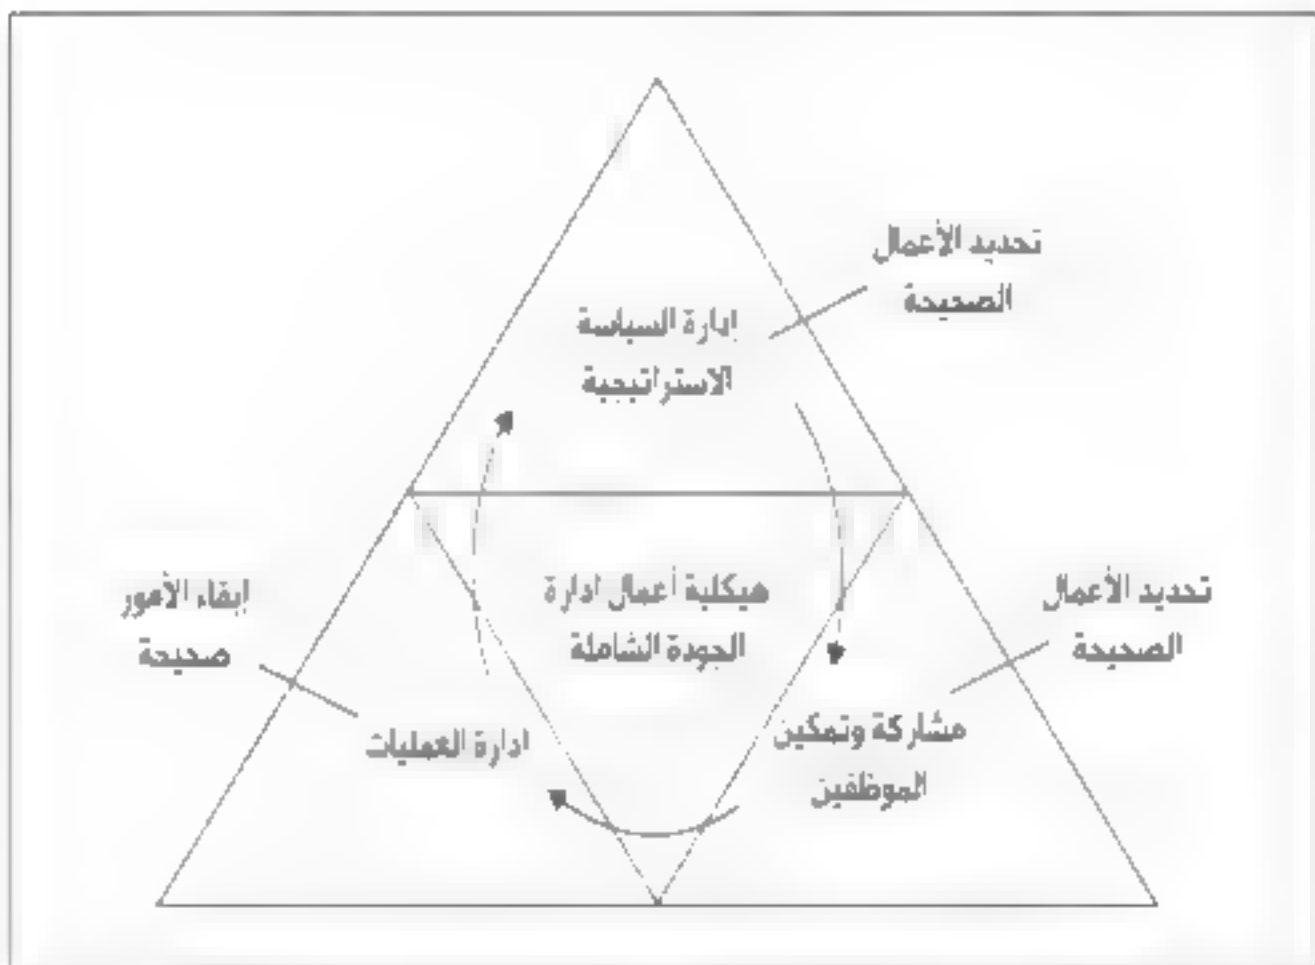 تحديد الأعمال
الصحيحة
إدارة السياسة
الاستراتيجية
تحديد الأعمال
الصحيحة
هيكلية أعمال ادارة
الجودة الشاملة
إبقاء الأمور
صحيحة
مشاركة وتمكين
الموظفين
ادارة العمليات